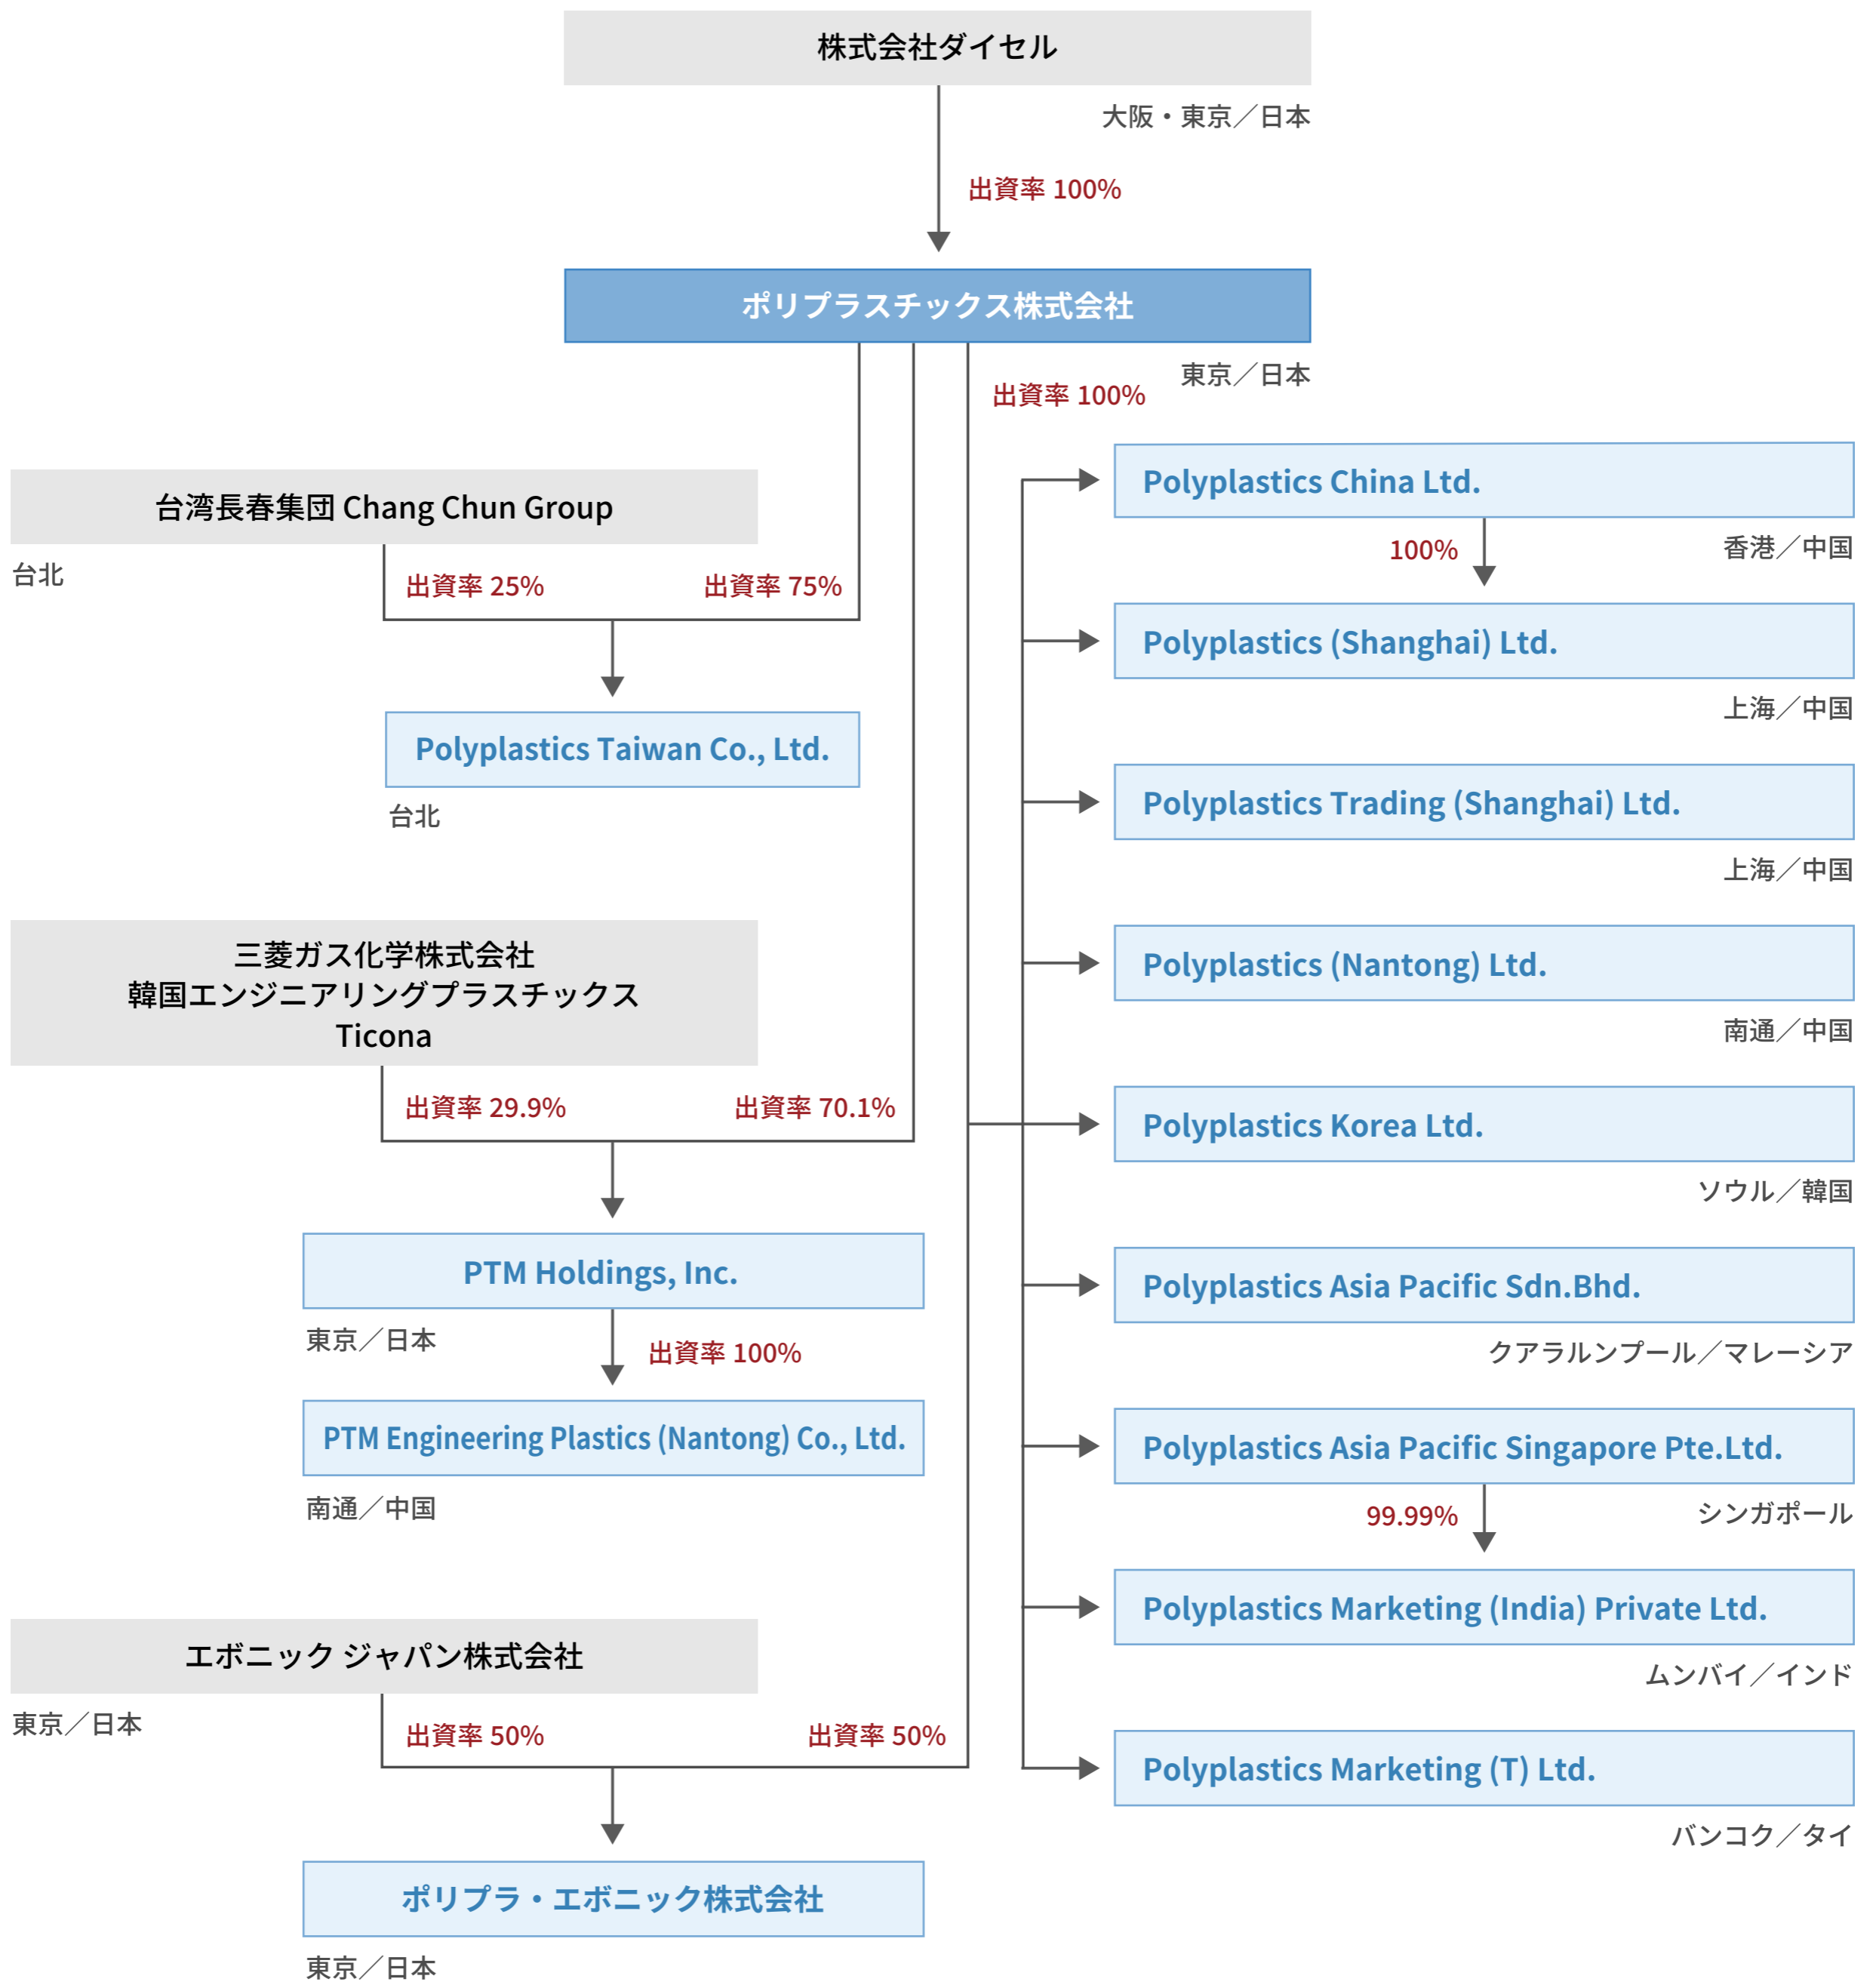 株式会社ダイセル
大阪・東京／日本
出資率 100%
ポリプラスチックス株式会社
東京／日本
出資率 100%
台湾長春集団 Chang Chun Group
台北
出資率 25%
出資率 75%
Polyplastics Taiwan Co., Ltd.
台北
三菱ガス化学株式会社
韓国エンジニアリングプラスチックス
Ticona
出資率 29.9%
出資率 70.1%
PTM Holdings, Inc.
東京／日本
出資率 100%
PTM Engineering Plastics (Nantong) Co., Ltd.
南通／中国
エボニック ジャパン株式会社
東京／日本
出資率 50%
出資率 50%
ポリプラ・エボニック株式会社
東京／日本
Polyplastics China Ltd.
100%
香港／中国
Polyplastics (Shanghai) Ltd.
上海／中国
Polyplastics Trading (Shanghai) Ltd.
上海／中国
Polyplastics (Nantong) Ltd.
南通／中国
Polyplastics Korea Ltd.
ソウル／韓国
Polyplastics Asia Pacific Sdn.Bhd.
クアラルンプール／マレーシア
Polyplastics Asia Pacific Singapore Pte.Ltd.
99.99%
シンガポール
Polyplastics Marketing (India) Private Ltd.
ムンバイ／インド
Polyplastics Marketing (T) Ltd.
バンコク／タイ